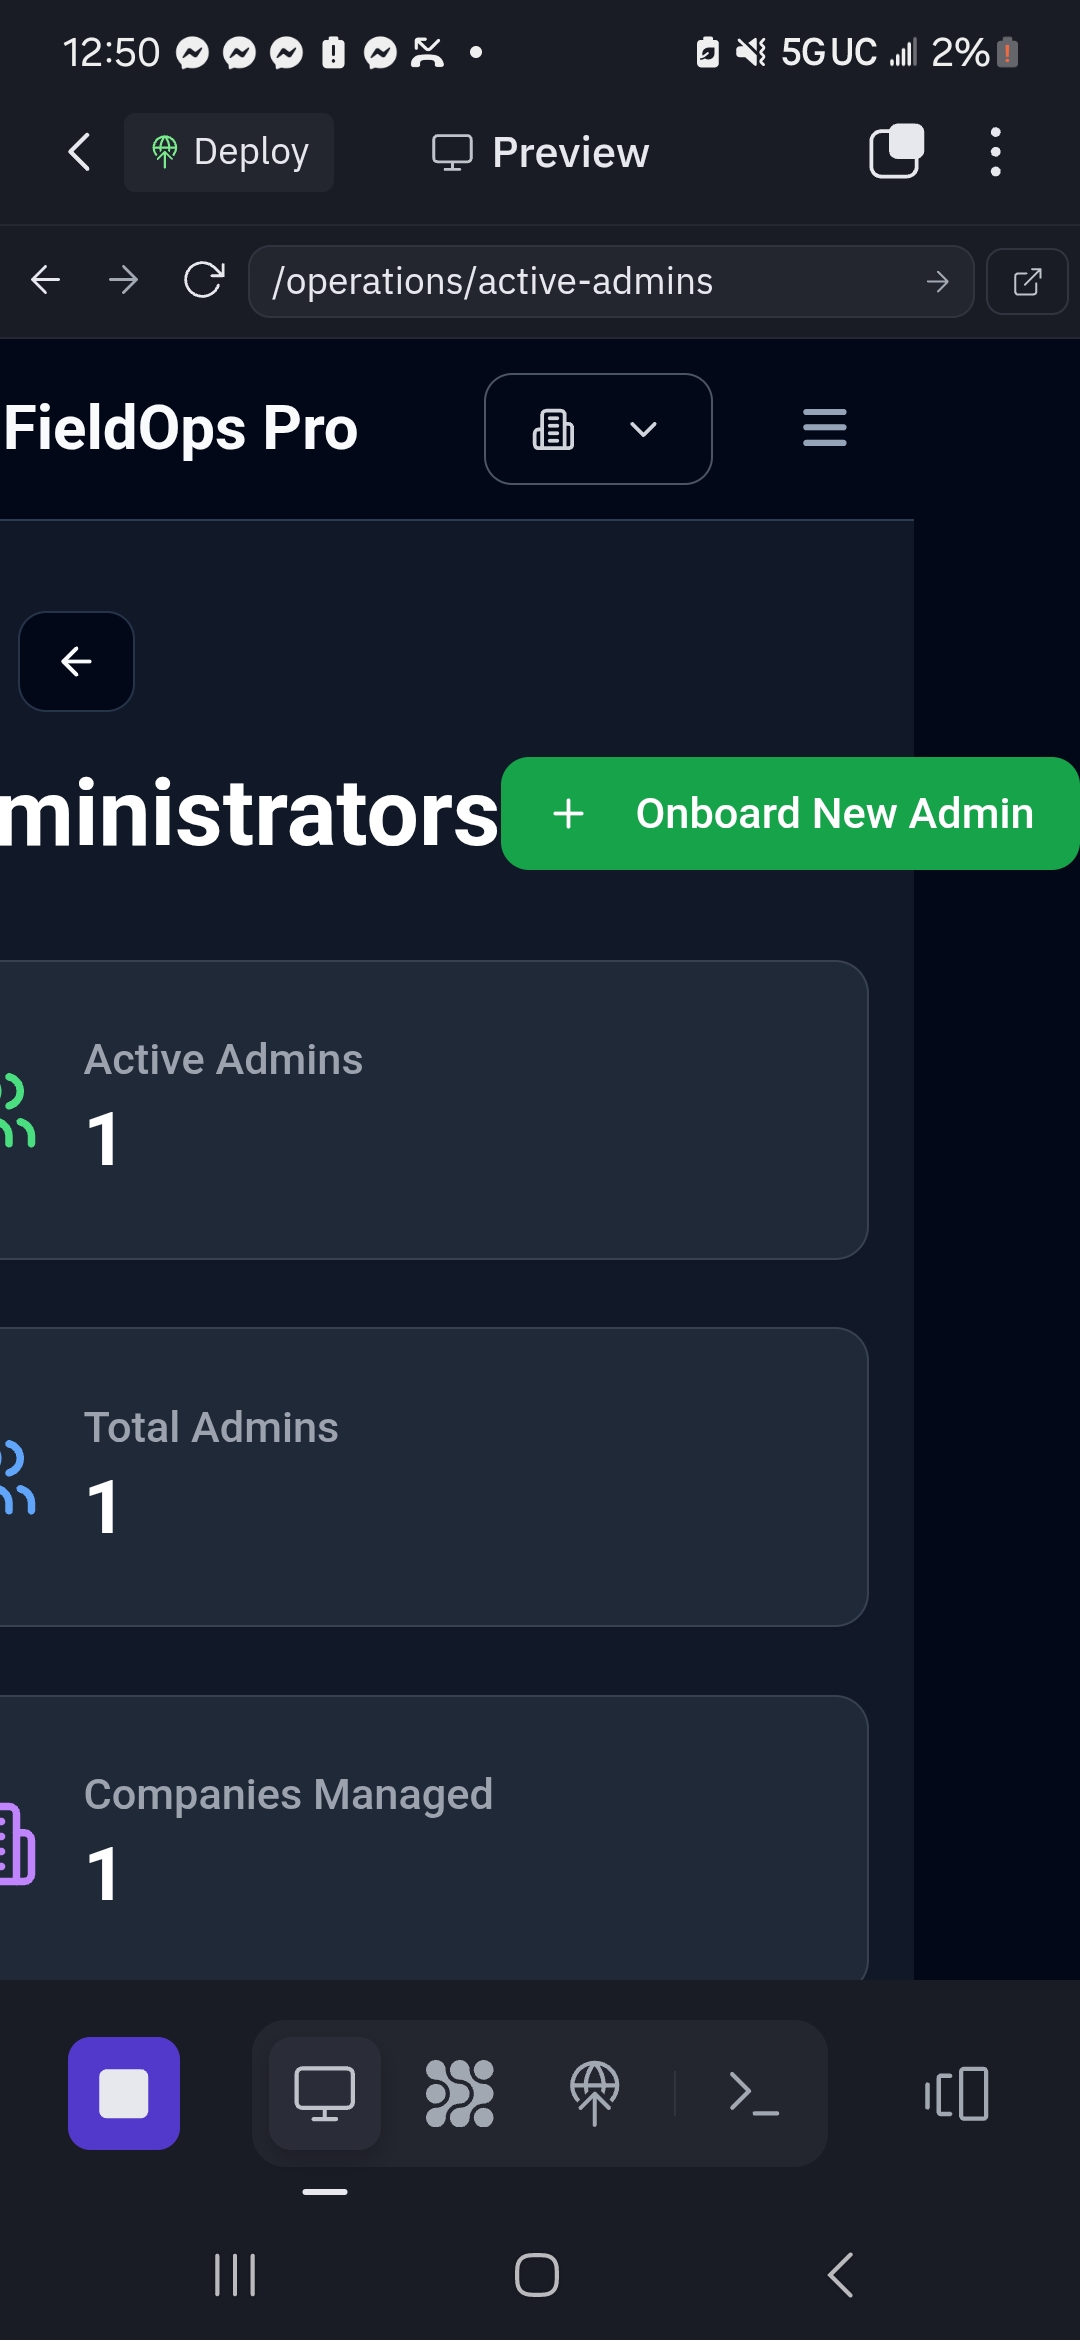 12:50 5G UC 2%
Deploy Preview
/operations/active-admins
FieldOps Pro
ministrators
Onboard New Admin
Active Admins
1
Total Admins
1
Companies Managed
1